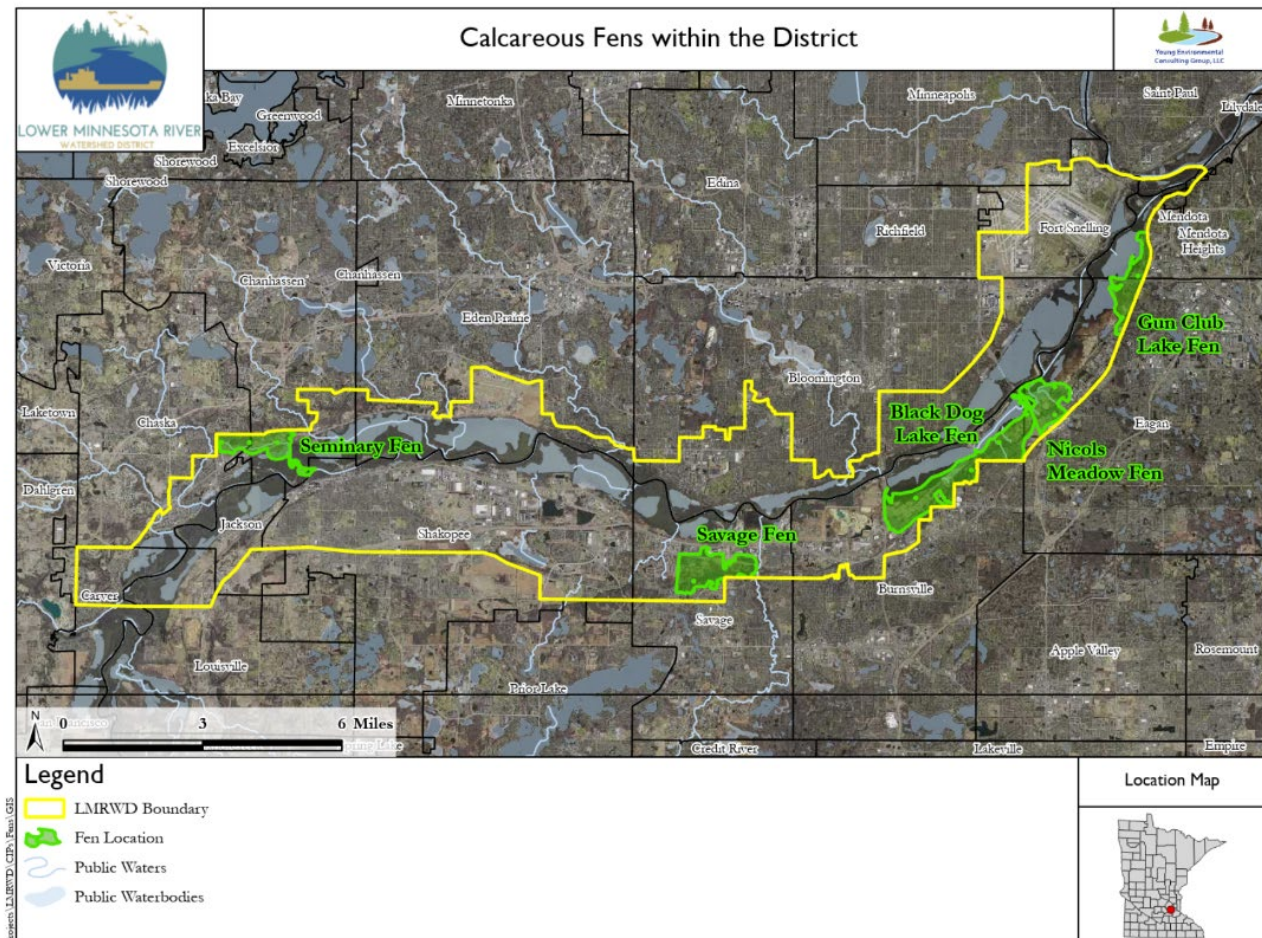 Calcareous Fens within the District
LOWER MINNESOTA RIVER
WATERSHED DISTRICT
Young Environmental
Consulting Group, LLC
Minnetonka
Minneapolis
Saint Paul
Lilydale
Greenwood
Excelsior
Shorewood
Shorewood
Edina
Richfield
Fort Snelling
Mendota
Mendota
Heights
Victoria
Chanhassen
Chanhassen
Eden Prairie
Bloomington
Gun Club
Lake Fen
Laketown
Chaska
Seminary Fen
Black Dog
Lake Fen
Eagan
Nicols
Meadow Fen
Dahlgren
Jackson
Shakopee
Savage Fen
Carver
Burnsville
Savage
Louisville
Prior Lake
Apple Valley
Rosemount
N
0 3 6 Miles
Credit River
Lakeville
Empire
Legend
LMRWD Boundary
Fen Location
Public Waters
Public Waterbodies
Location Map